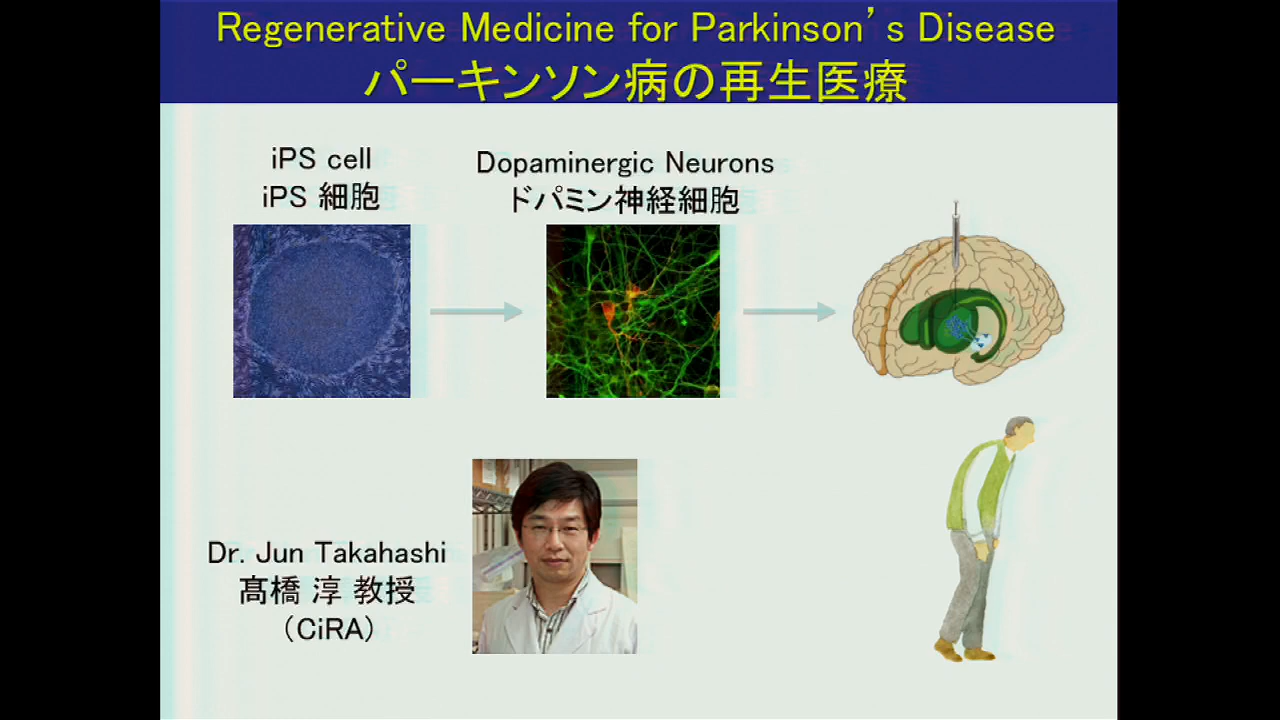 Regenerative Medicine for Parkinson’s Disease
パーキンソン病の再生医療
iPS cell
iPS 細胞
Dopaminergic Neurons
ドパミン神経細胞
Dr. Jun Takahashi
髙橋 淳 教授
（CiRA）